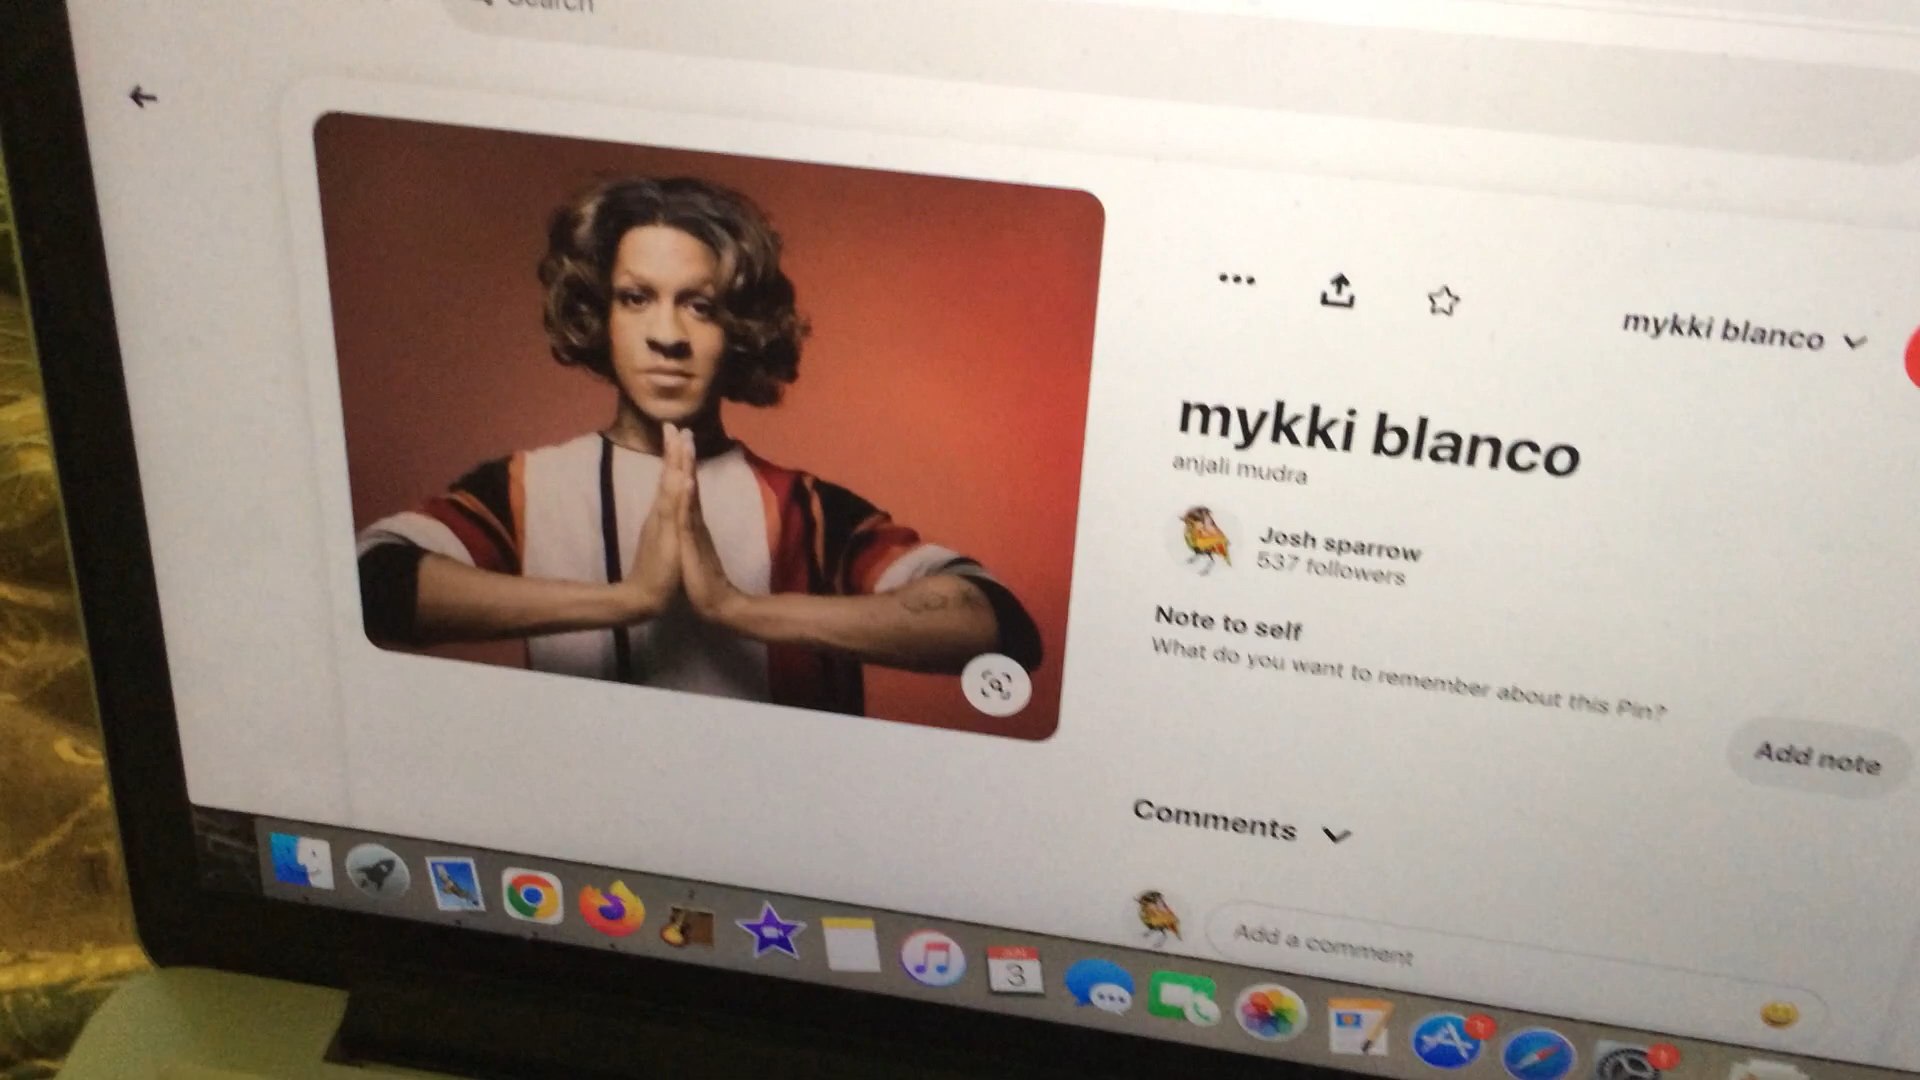 Search
mykki blanco
mykki blanco
anjali mudra
Josh sparrow
537 followers
Note to self
What do you want to remember about this Pin?
Add note
Comments
Add a comment
3